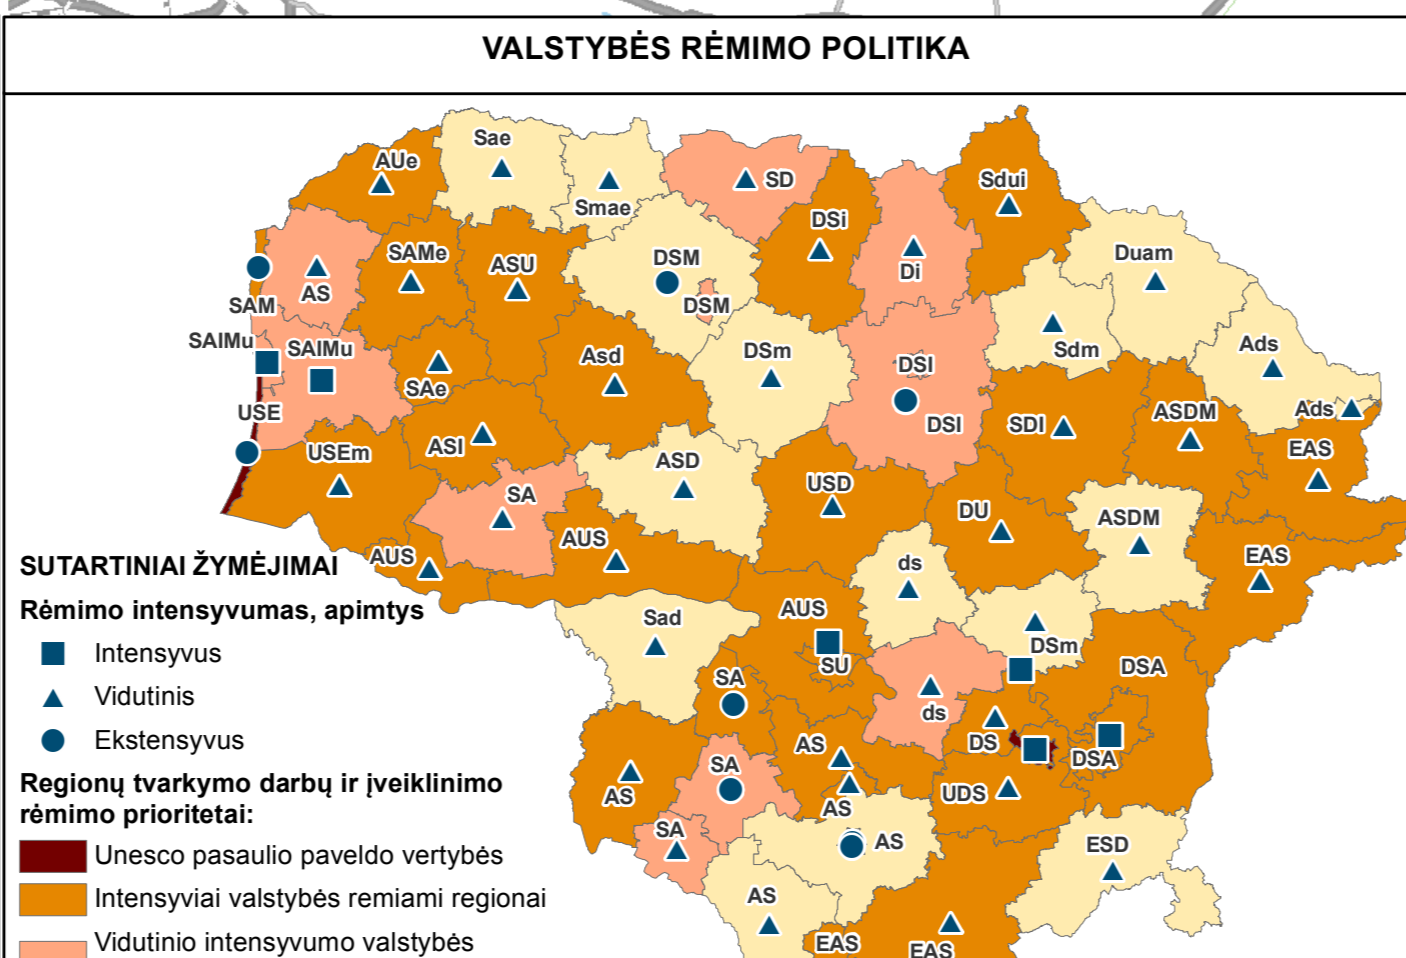 VALSTYBĖS RĖMIMO POLITIKA
Sae
AUe
Smae
SD
Sdui
DSi
Duam
SAMe
ASU
DSM
Di
AS
SAM
DSM
SAIMu
SAIMu
Asd
DSm
DSI
Sdm
Ads
SAe
USE
DSI
SDI
ASDM
Ads
ASI
USEm
ASD
EAS
SA
USD
DU
ASDM
AUS
AUS
ds
EAS
SUTARTINIAI ŽYMĖJIMAI
Rėmimo intensyvumas, apimtys
Intensyvus
Vidutinis
Ekstensyvus
Sad
AUS
SU
DSm
DSA
SA
ds
DS
AS
DSA
SA
AS
AS
UDS
SA
AS
ESD
AS
EAS
EAS
Regionų tvarkymo darbų ir įveiklinimo
rėmimo prioritetai:
Unesco pasaulio paveldo vertybės
Intensyviai valstybės remiami regionai
Vidutinio intensyvumo valstybės